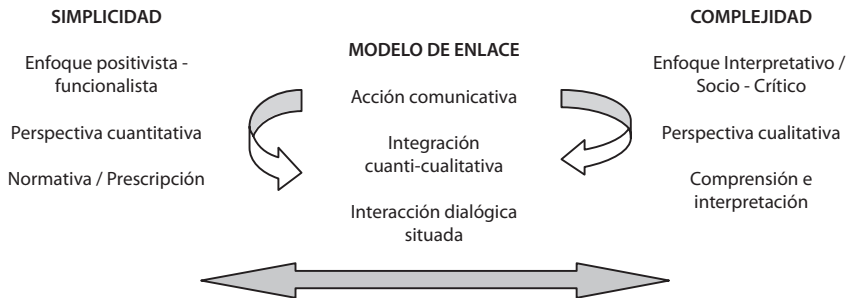 SIMPLICIDAD
Enfoque positivista -
funcionalista
Perspectiva cuantitativa
Normativa / Prescripción
MODELO DE ENLACE
Acción comunicativa
Integración
cuanti-cualitativa
Interacción dialógica
situada
COMPLEJIDAD
Enfoque Interpretativo /
Socio - Crítico
Perspectiva cualitativa
Comprensión e
interpretación